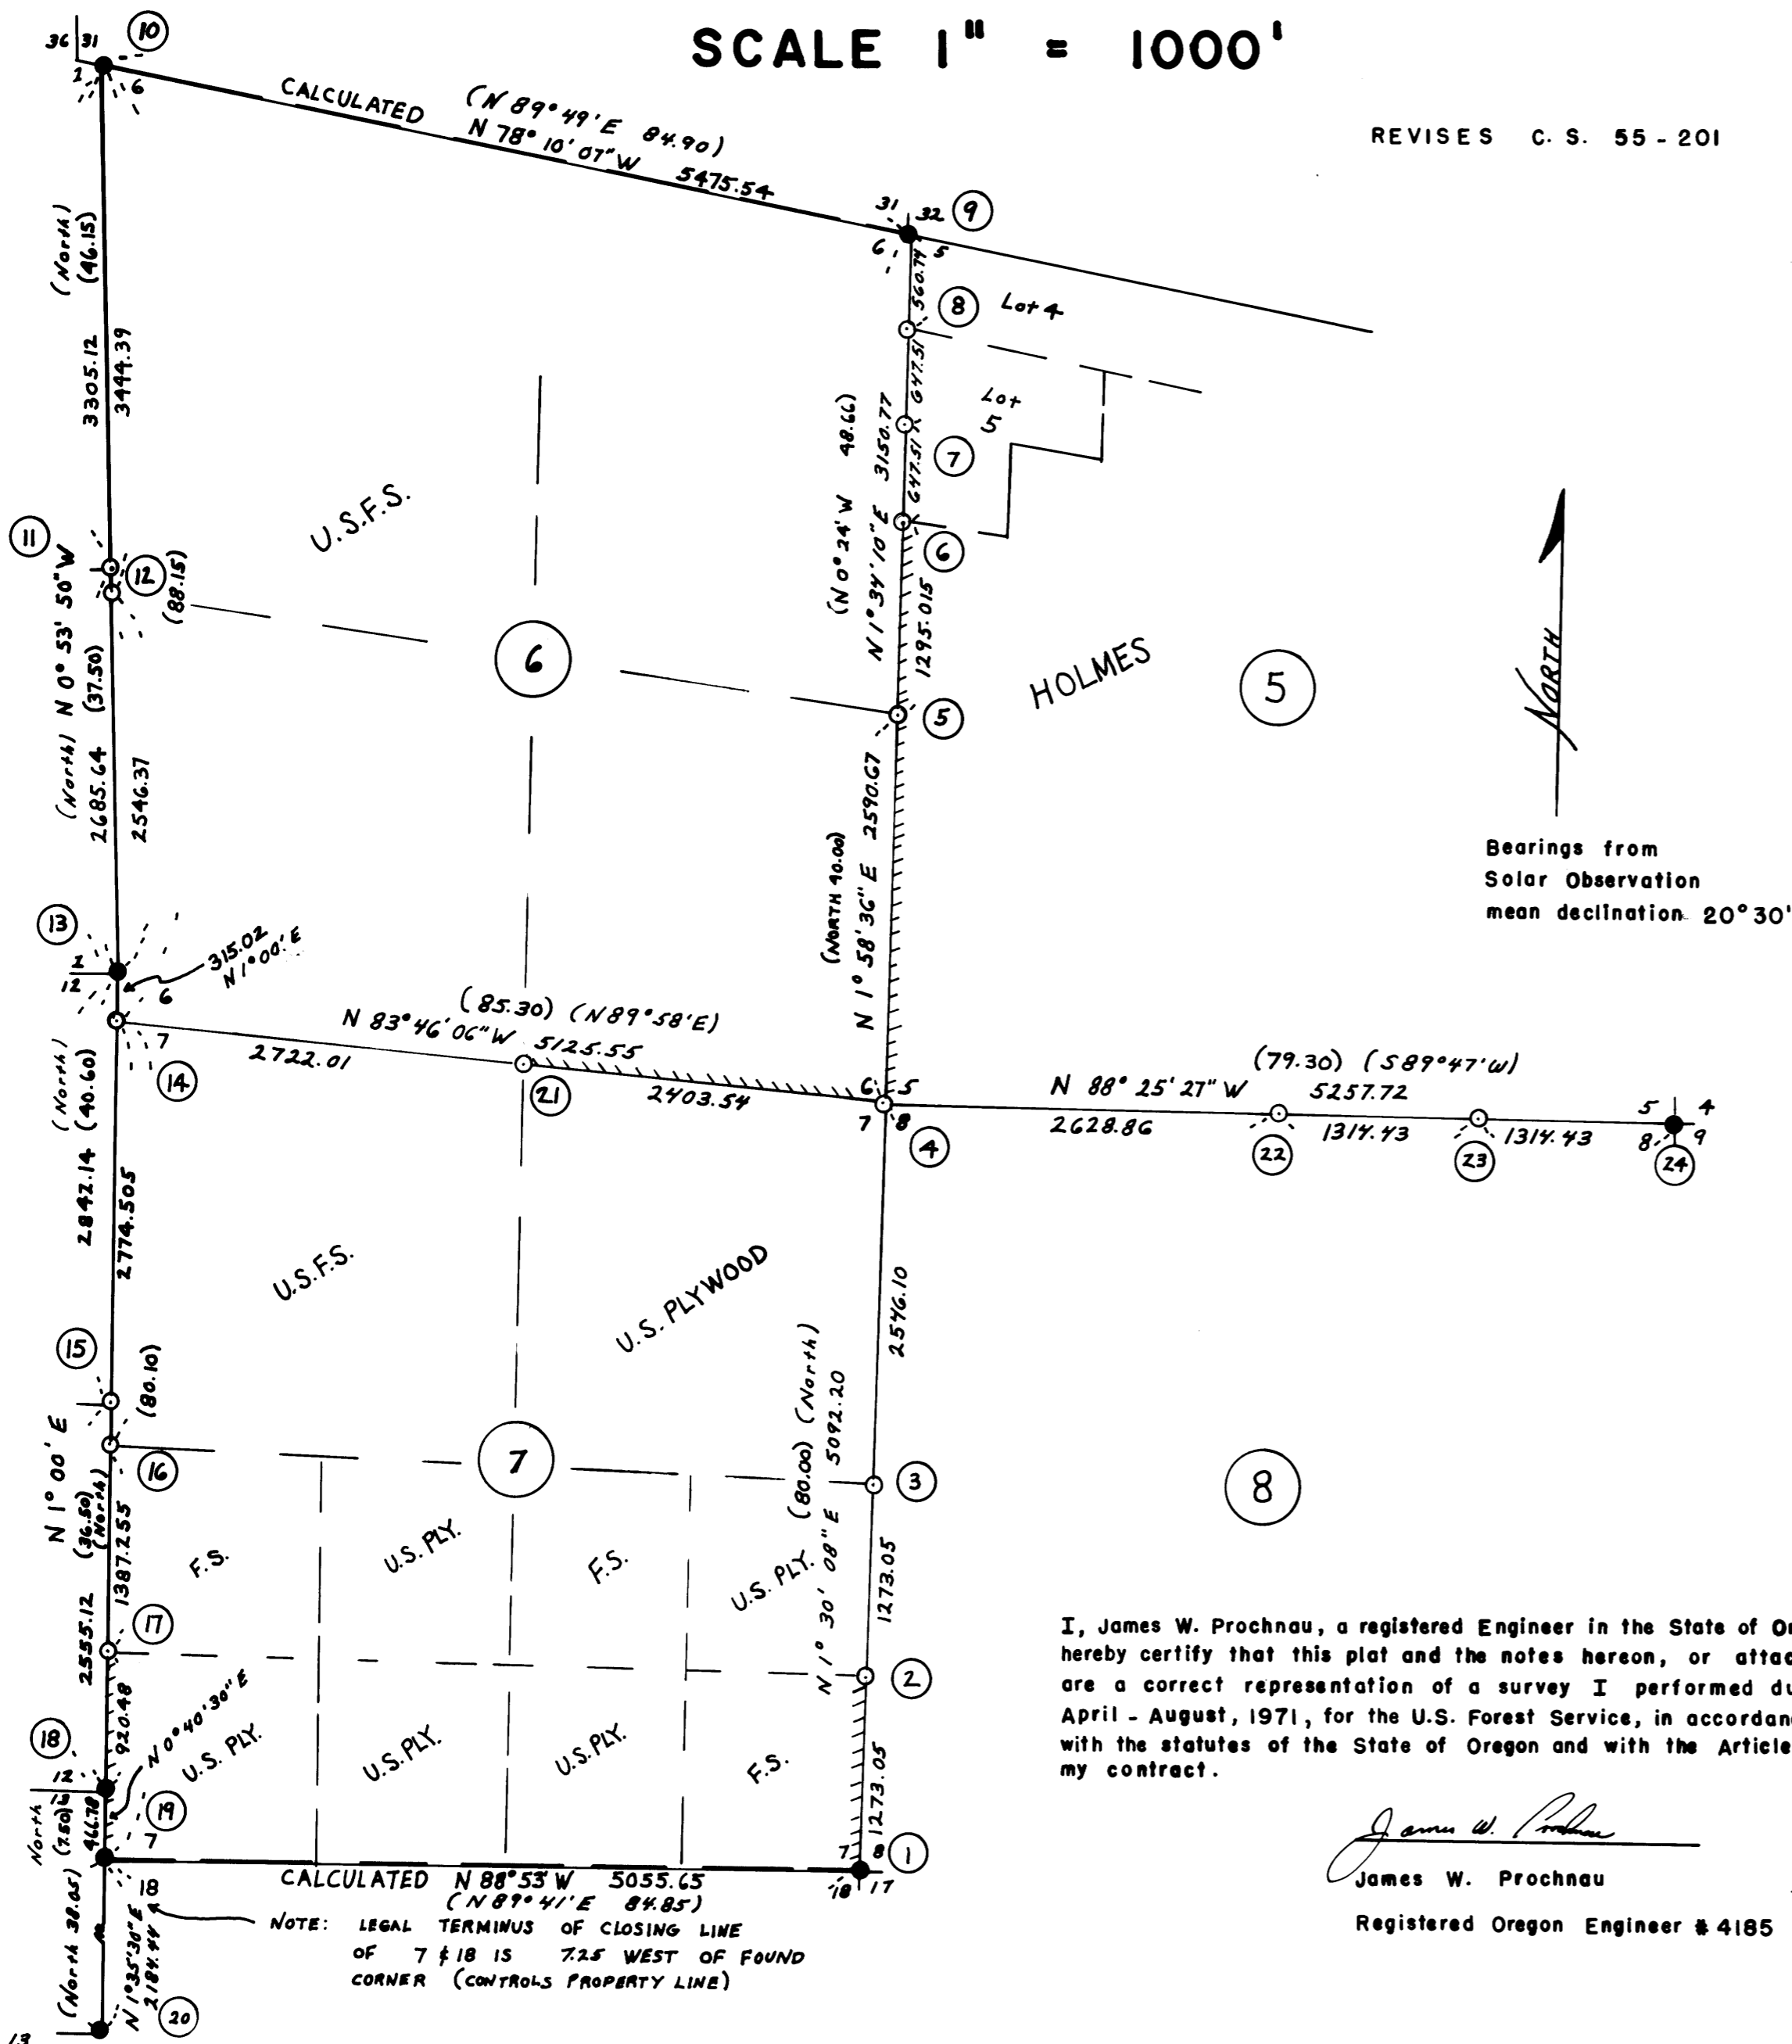 SCALE 1" = 1000'
REVISES C. S. 55 - 201
36 31
10
1 6
CALCULATED
(N 89° 49' E 84.90)
N 78° 10' 07" W 5475.54
31 32
9
6 5
(North)
(46.15)
3305.12
3444.39
560.74
8
Lot 4
647.51
Lot
5
7
647.51
(N 0° 24' W 48.66)
N 1° 34' 10" E 3150.77
6
1295.015
U.S.F.S.
11
12
(88.15)
(North) N 0° 53' 50" W
2685.64 (37.50)
2546.37
6
5
HOLMES
5
NORTH
Bearings from
Solar Observation
mean declination 20° 30'
(NORTH 40.00)
N 1° 58' 36" E 2590.67
13
1
12
6
7
315.02
N 1° 00' E
14
(85.30) (N 89° 58' E)
N 83° 46' 06" W 5125.55
2722.01
21
2403.54
6 5
7 8
4
(79.30) (S 89° 47' W)
N 88° 25' 27" W 5257.72
2628.86
22
1314.43
23
1314.43
5 4
8 9
24
(North)
2842.14 (40.60)
2774.505
U.S.F.S.
U.S. PLYWOOD
2546.10
(80.00) (North)
N 1° 30' 08" E 5092.20
15
(80.10)
16
7
3
8
N 1° 00' E
(36.50)
(North)
2555.12
1387.255
F.S.
U.S. PLY.
F.S.
U.S. PLY.
1273.05
17
2
920.48
N 0° 40' 30" E
18
12
North
(7.50)
466.78
19
7
U.S. PLY.
U.S. PLY.
U.S. PLY.
F.S.
1273.05
7 8
1
18 17
CALCULATED N 88° 53' W 5055.65
(N 89° 41' E 84.85)
18
(North 38.05)
N 1° 35' 30" E
2184.44
20
13
NOTE: LEGAL TERMINUS OF CLOSING LINE
OF 7 & 18 IS 7.25 WEST OF FOUND
CORNER (CONTROLS PROPERTY LINE)
I, James W. Prochnau, a registered Engineer in the State of Or
hereby certify that this plat and the notes hereon, or attac
are a correct representation of a survey I performed du
April - August, 1971, for the U.S. Forest Service, in accordan
with the statutes of the State of Oregon and with the Article
my contract.
James W. Prochnau
James W. Prochnau
Registered Oregon Engineer # 4185